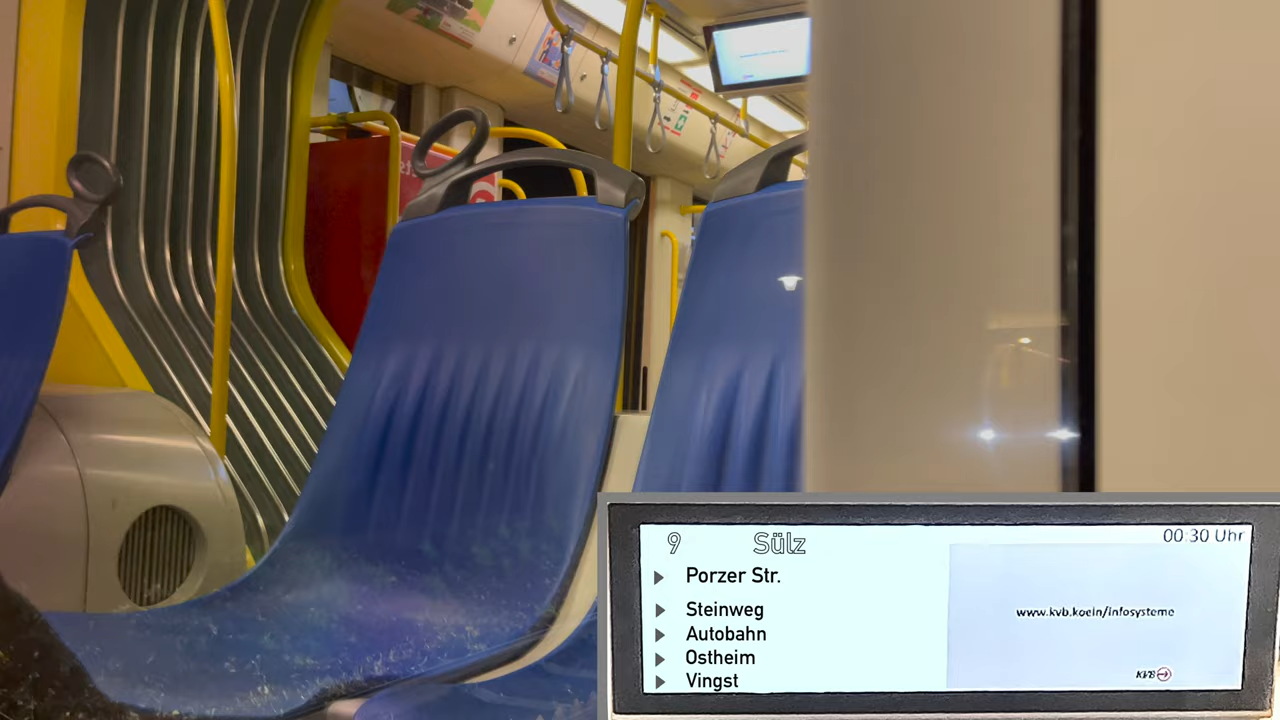 9 Sülz 00:30 Uhr
Porzer Str.
Steinweg
Autobahn
Ostheim
Vingst
www.kvb.koeln/infosysteme
KVB